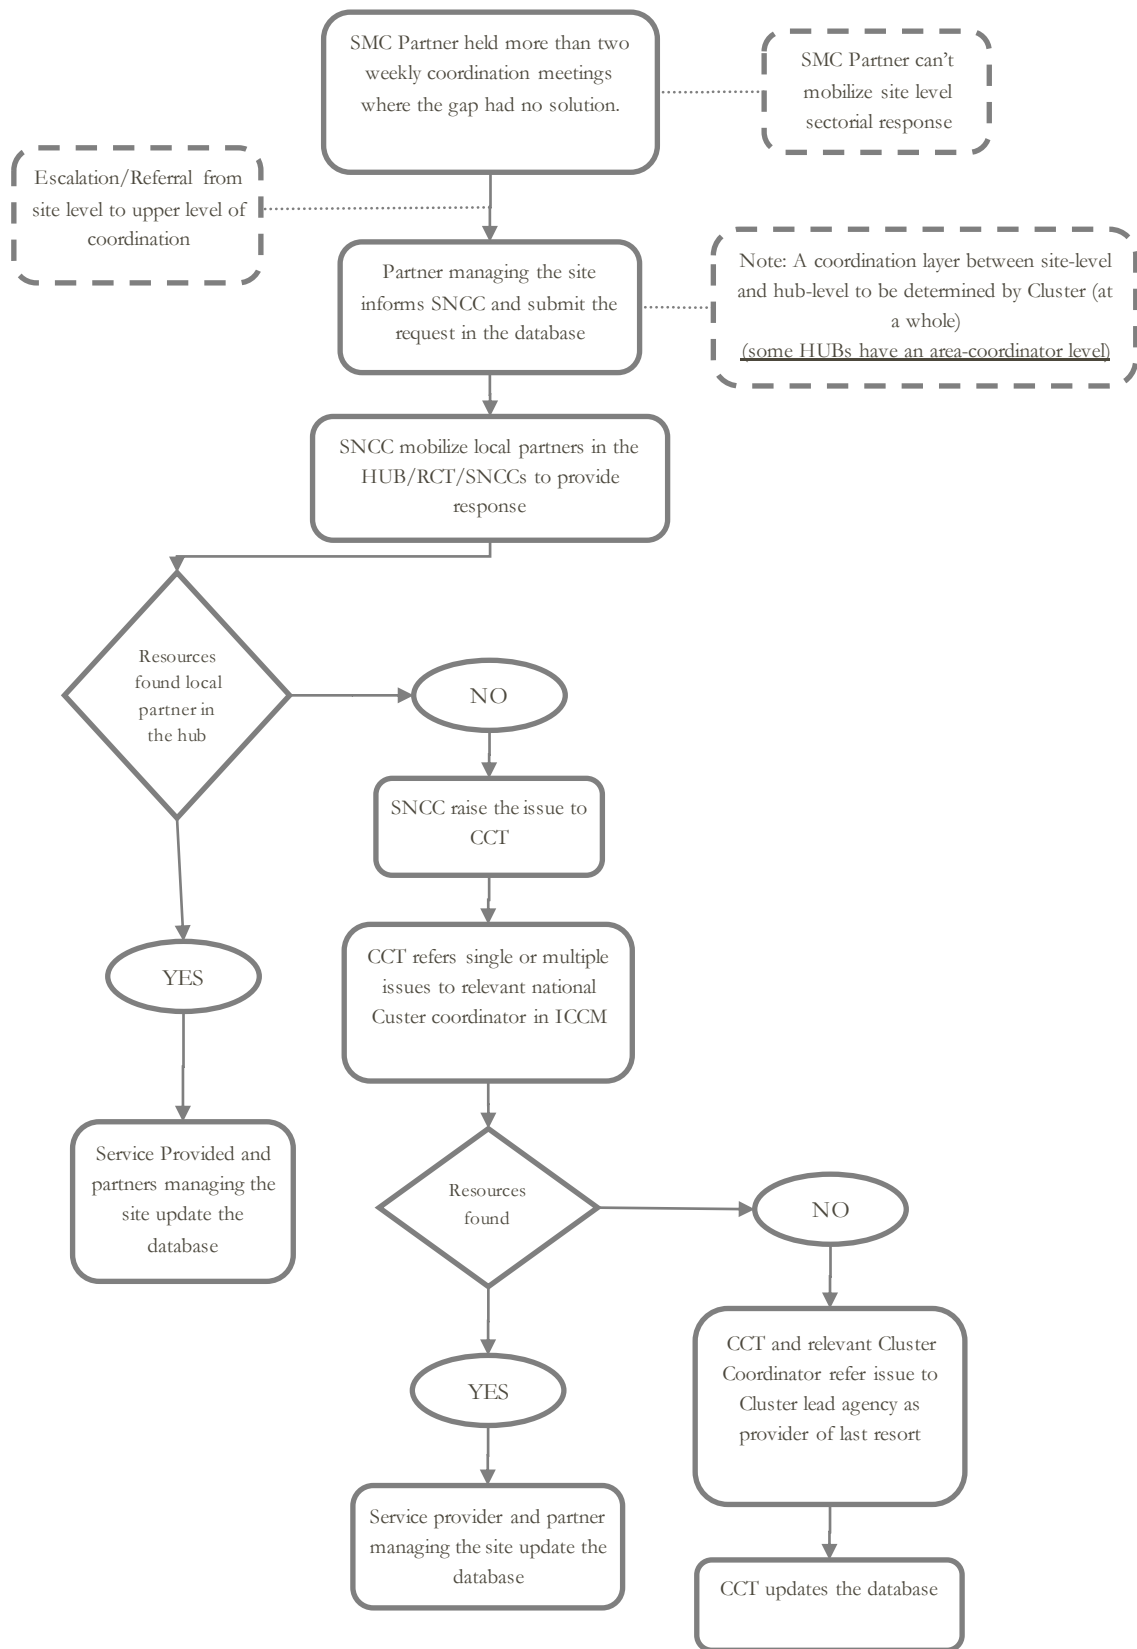 SMC Partner held more than two
weekly coordination meetings
where the gap had no solution.
SMC Partner can't
mobilize site level
sectorial response
Escalation/Referral from
site level to upper level of
coordination
Partner managing the site
informs SNCC and submit the
request in the database
Note: A coordination layer between site-level
and hub-level to be determined by Cluster (at
a whole)
(some HUBs have an area-coordinator level)
SNCC mobilize local partners in the
HUB/RCT/SNCCs to provide
response
Resources
found local
partner in
the hub
NO
SNCC raise the issue to
CCT
CCT refers single or multiple
issues to relevant national
Custer coordinator in ICCM
YES
Service Provided and
partners managing the
site update the
database
Resources
found
NO
CCT and relevant Cluster
Coordinator refer issue to
Cluster lead agency as
provider of last resort
YES
Service provider and partner
managing the site update the
database
CCT updates the database